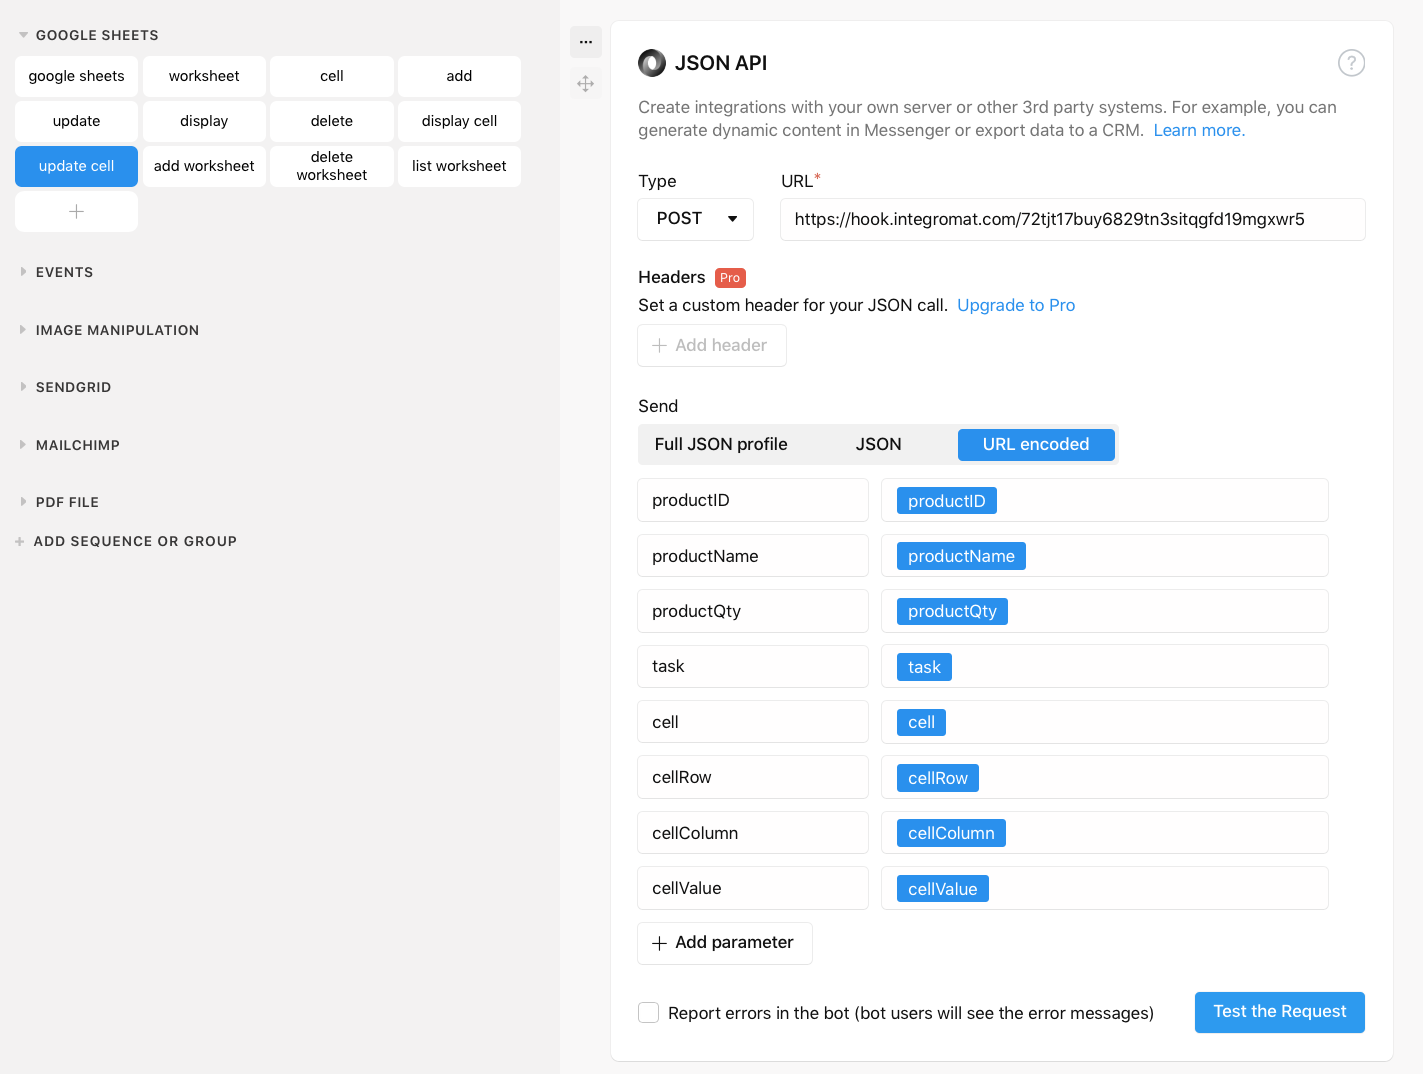 GOOGLE SHEETS
google sheets
worksheet
cell
add
update
display
delete
display cell
update cell
add worksheet
delete
worksheet
list worksheet
EVENTS
IMAGE MANIPULATION
SENDGRID
MAILCHIMP
PDF FILE
+ ADD SEQUENCE OR GROUP
JSON API
?
Create integrations with your own server or other 3rd party systems. For example, you can
generate dynamic content in Messenger or export data to a CRM. Learn more.
Type
URL*
POST
https://hook.integromat.com/72tjt17buy6829tn3sitqgfd19mgxwr5
Headers Pro
Set a custom header for your JSON call. Upgrade to Pro
+ Add header
Send
Full JSON profile
JSON
URL encoded
productID
productID
productName
productName
productQty
productQty
task
task
cell
cell
cellRow
cellRow
cellColumn
cellColumn
cellValue
cellValue
+ Add parameter
Report errors in the bot (bot users will see the error messages)
Test the Request